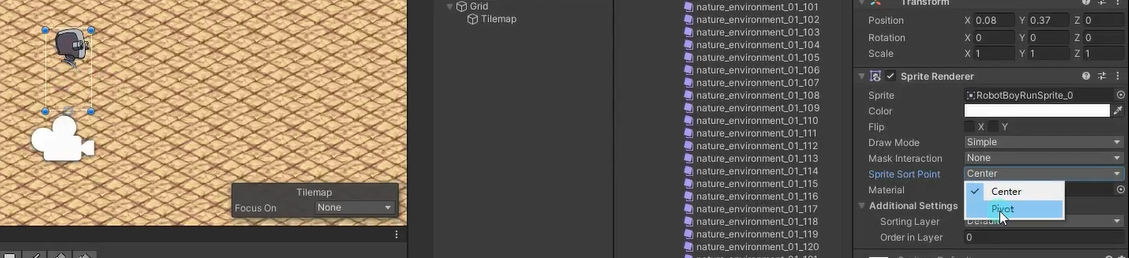 Tilemap
Focus On None
Grid
Tilemap
nature_environment_01_101
nature_environment_01_102
nature_environment_01_103
nature_environment_01_104
nature_environment_01_105
nature_environment_01_106
nature_environment_01_107
nature_environment_01_108
nature_environment_01_109
nature_environment_01_110
nature_environment_01_111
nature_environment_01_112
nature_environment_01_113
nature_environment_01_114
nature_environment_01_115
nature_environment_01_116
nature_environment_01_117
nature_environment_01_118
nature_environment_01_119
nature_environment_01_120
Transform
Position X 0.08 Y 0.37 Z 0
Rotation X 0 Y 0 Z 0
Scale X 1 Y 1 Z 1
Sprite Renderer
Sprite RobotBoyRunSprite_0
Color
Flip X Y
Draw Mode Simple
Mask Interaction None
Sprite Sort Point Center
Center
Material
Pivot
Additional Settings
Sorting Layer Default
Order in Layer 0